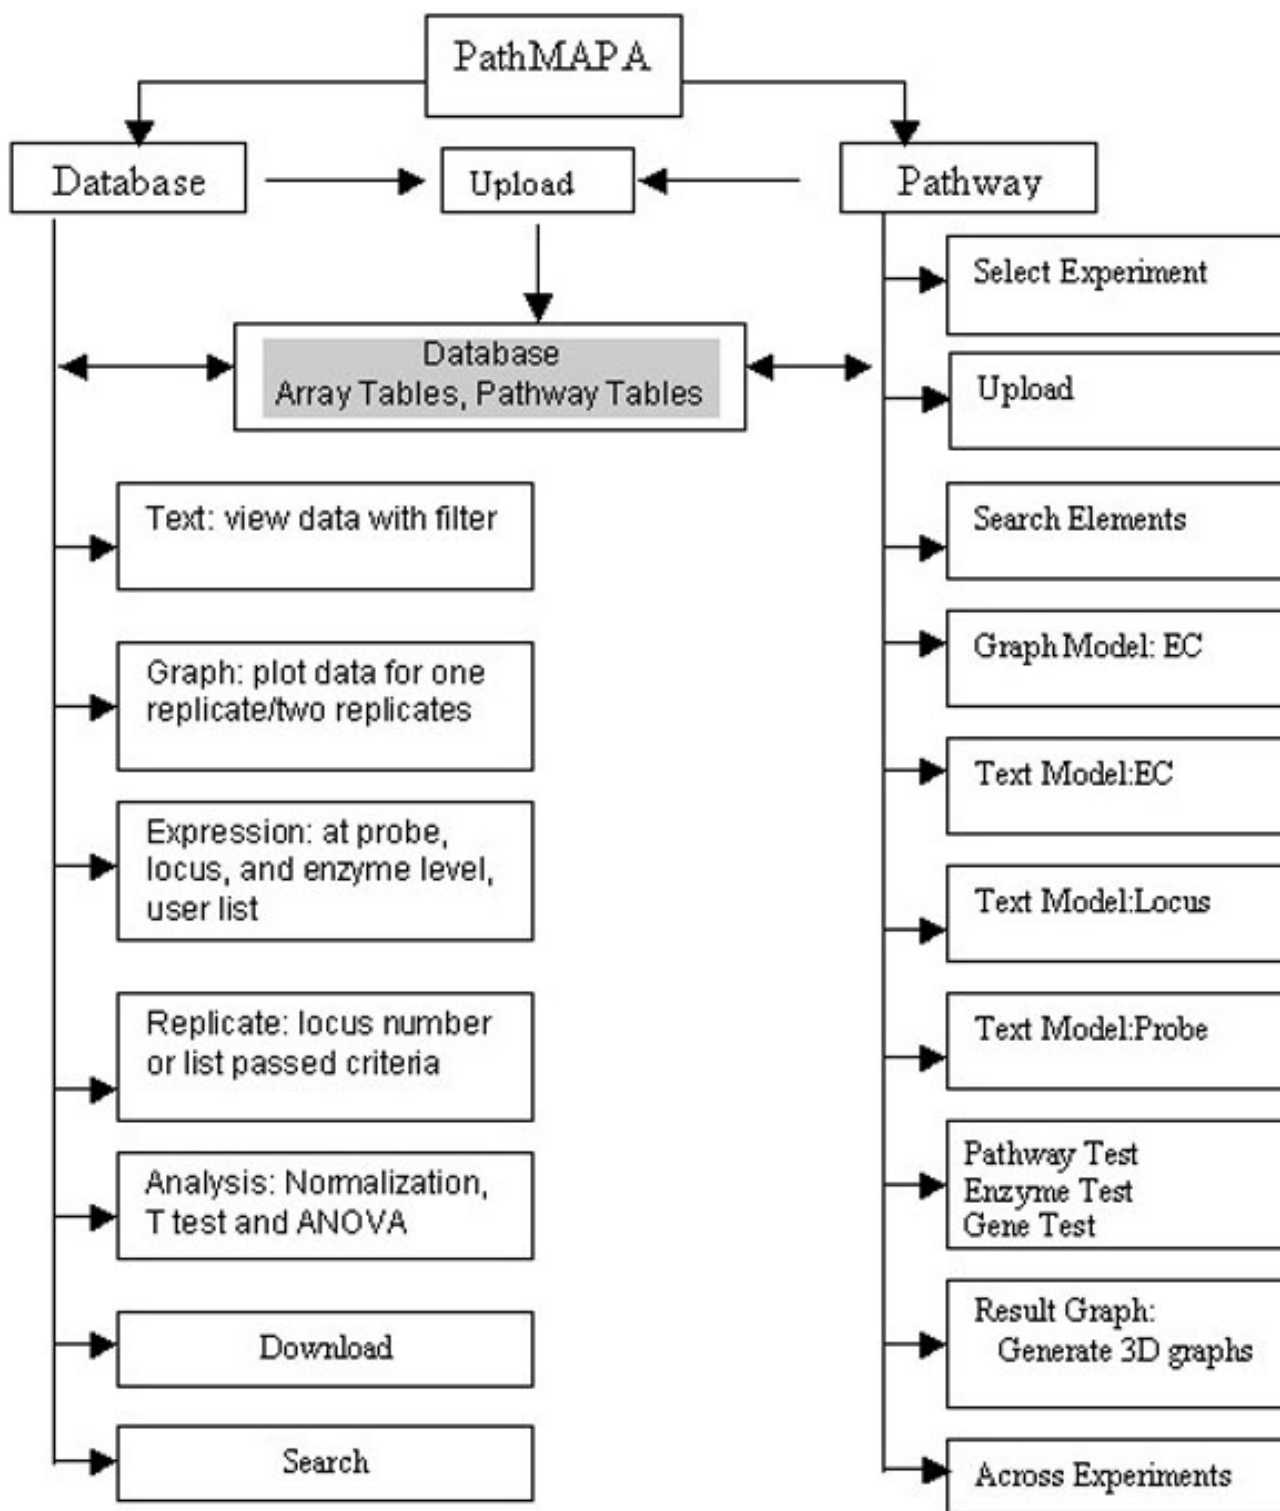 PathMAPA
Database
Upload
Pathway
Database
Array Tables, Pathway Tables
Text: view data with filter
Graph: plot data for one
replicate/two replicates
Expression: at probe,
locus, and enzyme level,
user list
Replicate: locus number
or list passed criteria
Analysis: Normalization,
T test and ANOVA
Download
Search
Select Experiment
Upload
Search Elements
Graph Model: EC
Text Model:EC
Text Model:Locus
Text Model:Probe
Pathway Test
Enzyme Test
Gene Test
Result Graph:
Generate 3D graphs
Across Experiments